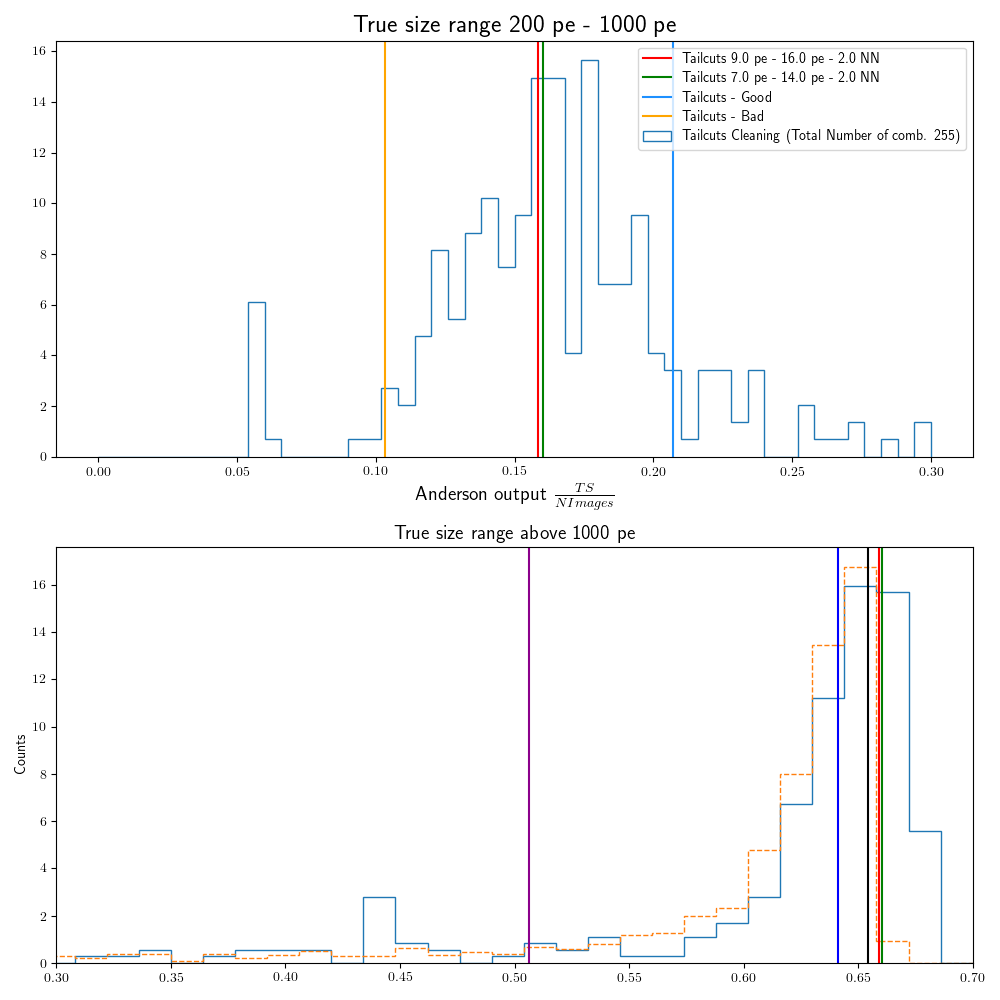 True size range 200 pe - 1000 pe
16
14
12
10
8
6
4
2
0
Tailcuts 9.0 pe - 16.0 pe - 2.0 NN
Tailcuts 7.0 pe - 14.0 pe - 2.0 NN
Tailcuts - Good
Tailcuts - Bad
Tailcuts Cleaning (Total Number of comb. 255)
0.00 0.05 0.10 0.15 0.20 0.25 0.30
Anderson output TS/NImages
True size range above 1000 pe
Counts
16
14
12
10
8
6
4
2
0
0.30 0.35 0.40 0.45 0.50 0.55 0.60 0.65 0.70